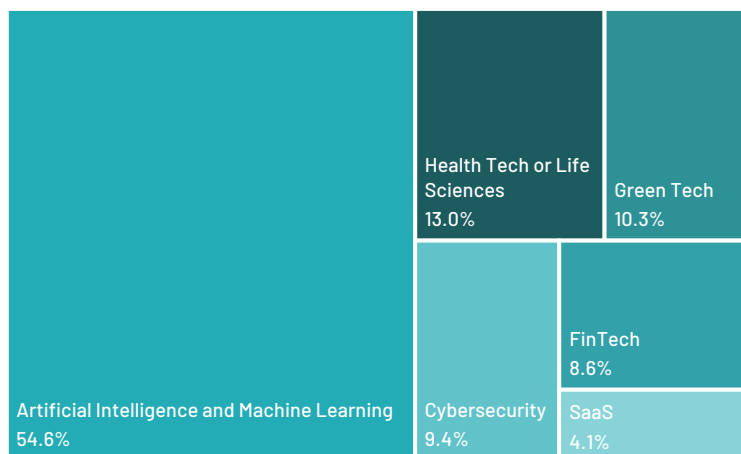 Artificial Intelligence and Machine Learning
54.6%
Health Tech or Life
Sciences
13.0%
Green Tech
10.3%
Cybersecurity
9.4%
FinTech
8.6%
SaaS
4.1%